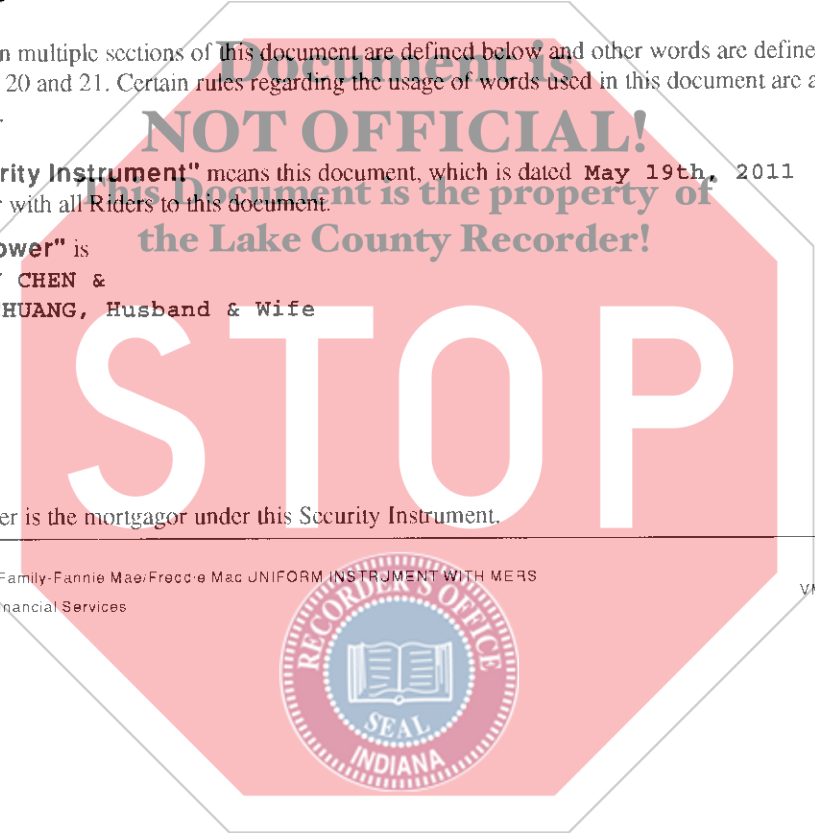 n multiple sections of this document are defined below and other words are define
Document is
20 and 21. Certain rules regarding the usage of words used in this document are a
NOT OFFICIAL!
rity Instrument" means this document, which is dated May 19th, 2011
This Document is the property of
with all Riders to this document.
ower" is
the Lake County Recorder!
CHEN &
HUANG, Husband & Wife
STOP
er is the mortgagor under this Security Instrument.
Family-Fannie Mae/Freddie Mac UNIFORM INSTRUMENT WITH MERS
VM
nancial Services
RECORDER'S OFFICE
SEAL
INDIANA